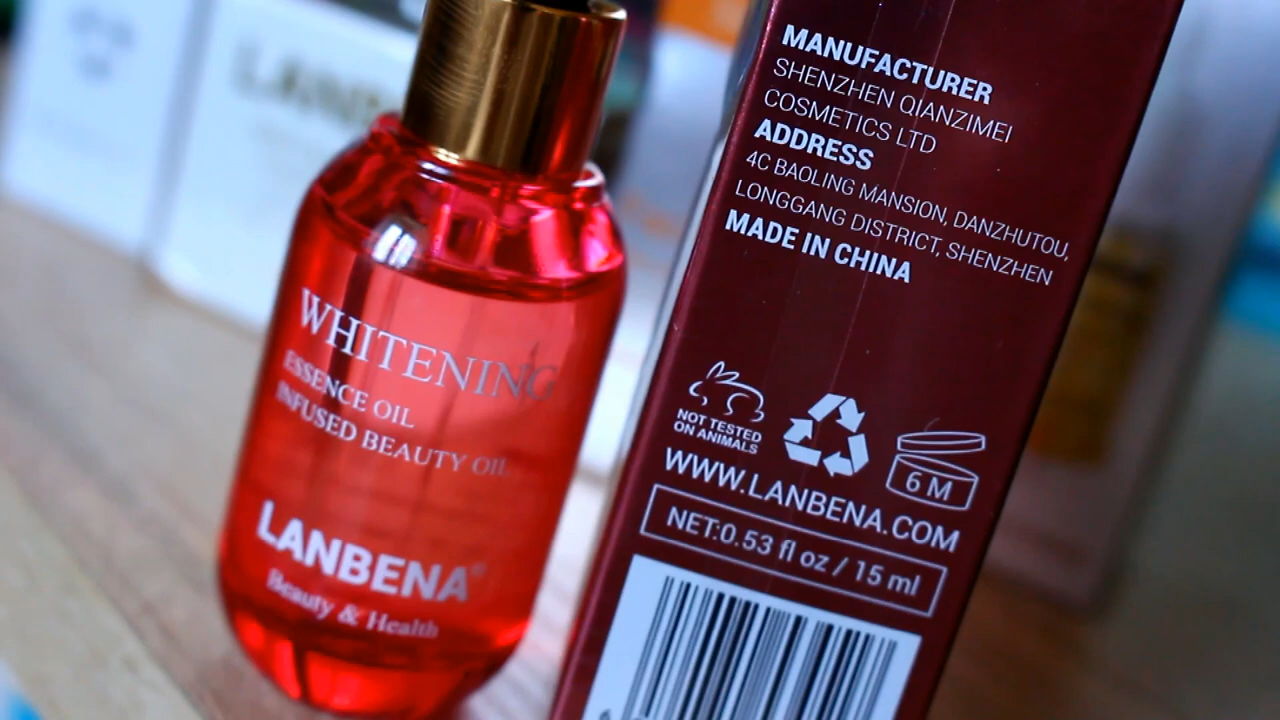 WHITENING
ESSENCE OIL
INFUSED BEAUTY OIL
LANBENA®
Beauty & Health
MANUFACTURER
SHENZHEN QIANZIMEI
COSMETICS LTD
ADDRESS
4C BAOLING MANSION, DANZHUTOU,
LONGGANG DISTRICT, SHENZHEN
MADE IN CHINA
NOT TESTED
ON ANIMALS
6 M
WWW.LANBENA.COM
NET:0.53 fl oz / 15 ml